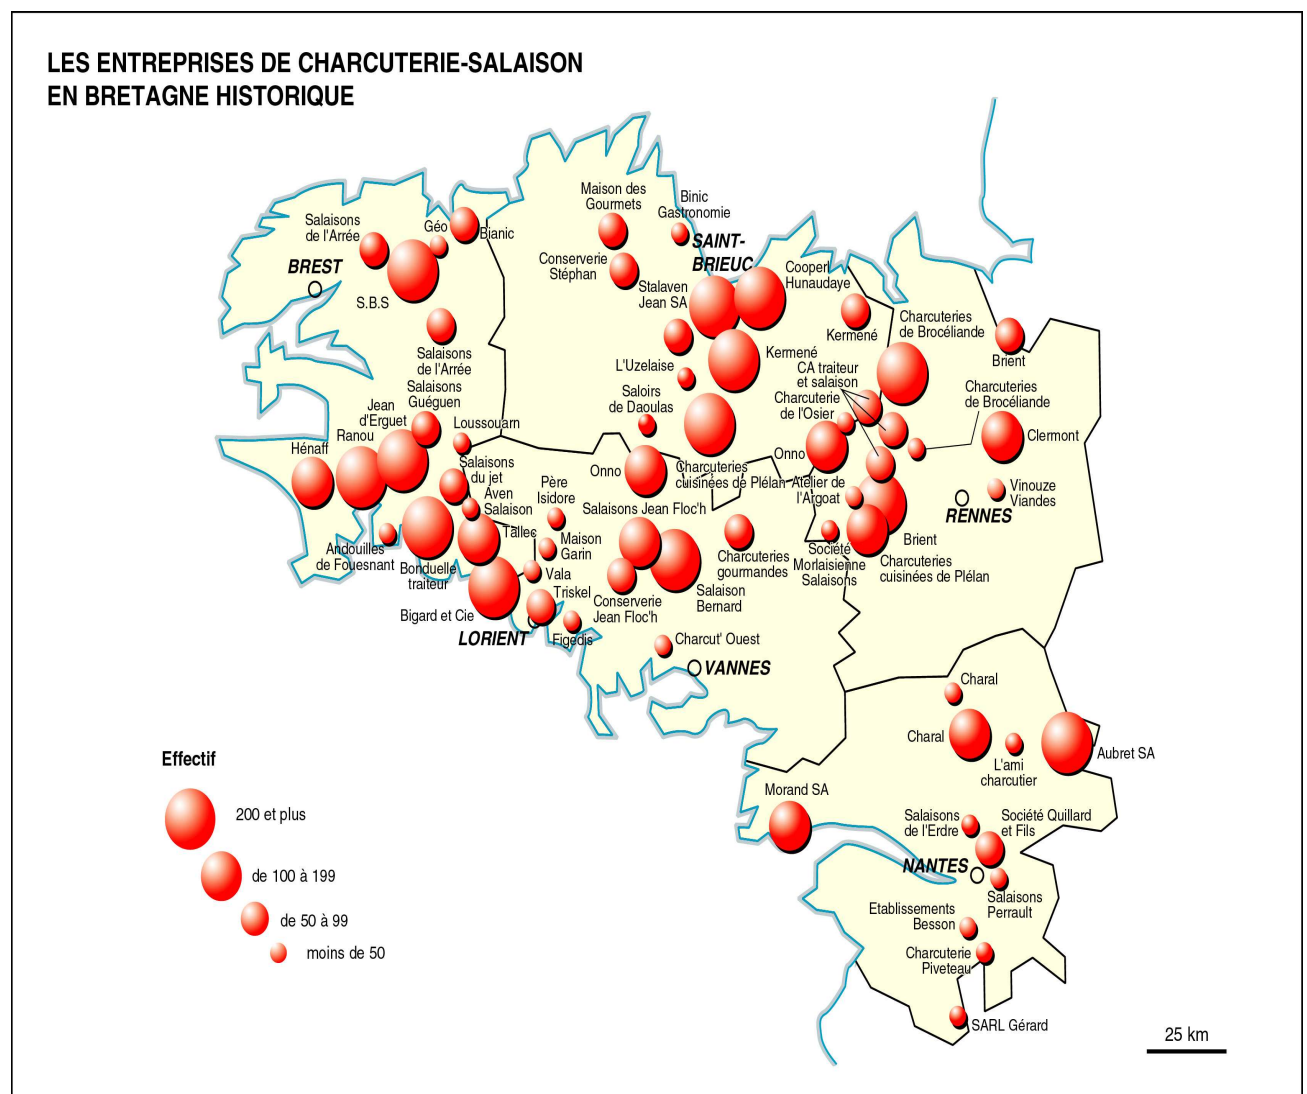 LES ENTREPRISES DE CHARCUTERIE-SALAISON
EN BRETAGNE HISTORIQUE
Maison des
Gourmets
Binic
Gastronomie
Salaisons
de l'Arrée
Géo
Bianic
SAINT-
BRIEUC
BREST
Conserverie
Stéphan
Cooperl
Hunaudaye
S.B.S
Stalaven
Jean SA
Kermené
Charcuteries
de Brocéliande
Salaisons
de l'Arrée
Brient
L'Uzelaise
Kermené
CA traiteur
et salaison
Salaisons
Guéguen
Saloirs
de Daoulas
Charcuterie
de l'Osier
Charcuteries
de Brocéliande
Jean
d'Erguet
Ranou
Loussouarn
Clermont
Hénaff
Onno
Onno
Salaisons
du jet
Charcuteries
cuisinées de Plélan
Atelier de
l'Argoat
Père
Isidore
Aven
Salaison
Vinouze
Viandes
RENNES
Salaisons Jean Floc'h
Tallec
Maison
Garin
Andouilles
de Fouesnant
Charcuteries
gourmandes
Société
Morlaisienne
Salaisons
Brient
Charcuteries
cuisinées de Plélan
Bonduelle
traiteur
Vala
Triskel
Salaison
Bernard
Conserverie
Jean Floc'h
Bigard et Cie
LORIENT
Figedis
Charcut' Ouest
VANNES
Charal
Charal
Aubret SA
L'ami
charcutier
Effectif
Morand SA
200 et plus
Salaisons
de l'Erdre
Société Quillard
et Fils
NANTES
de 100 à 199
Salaisons
Perrault
de 50 à 99
Etablissements
Besson
moins de 50
Charcuterie
Piveteau
SARL Gérard
25 km